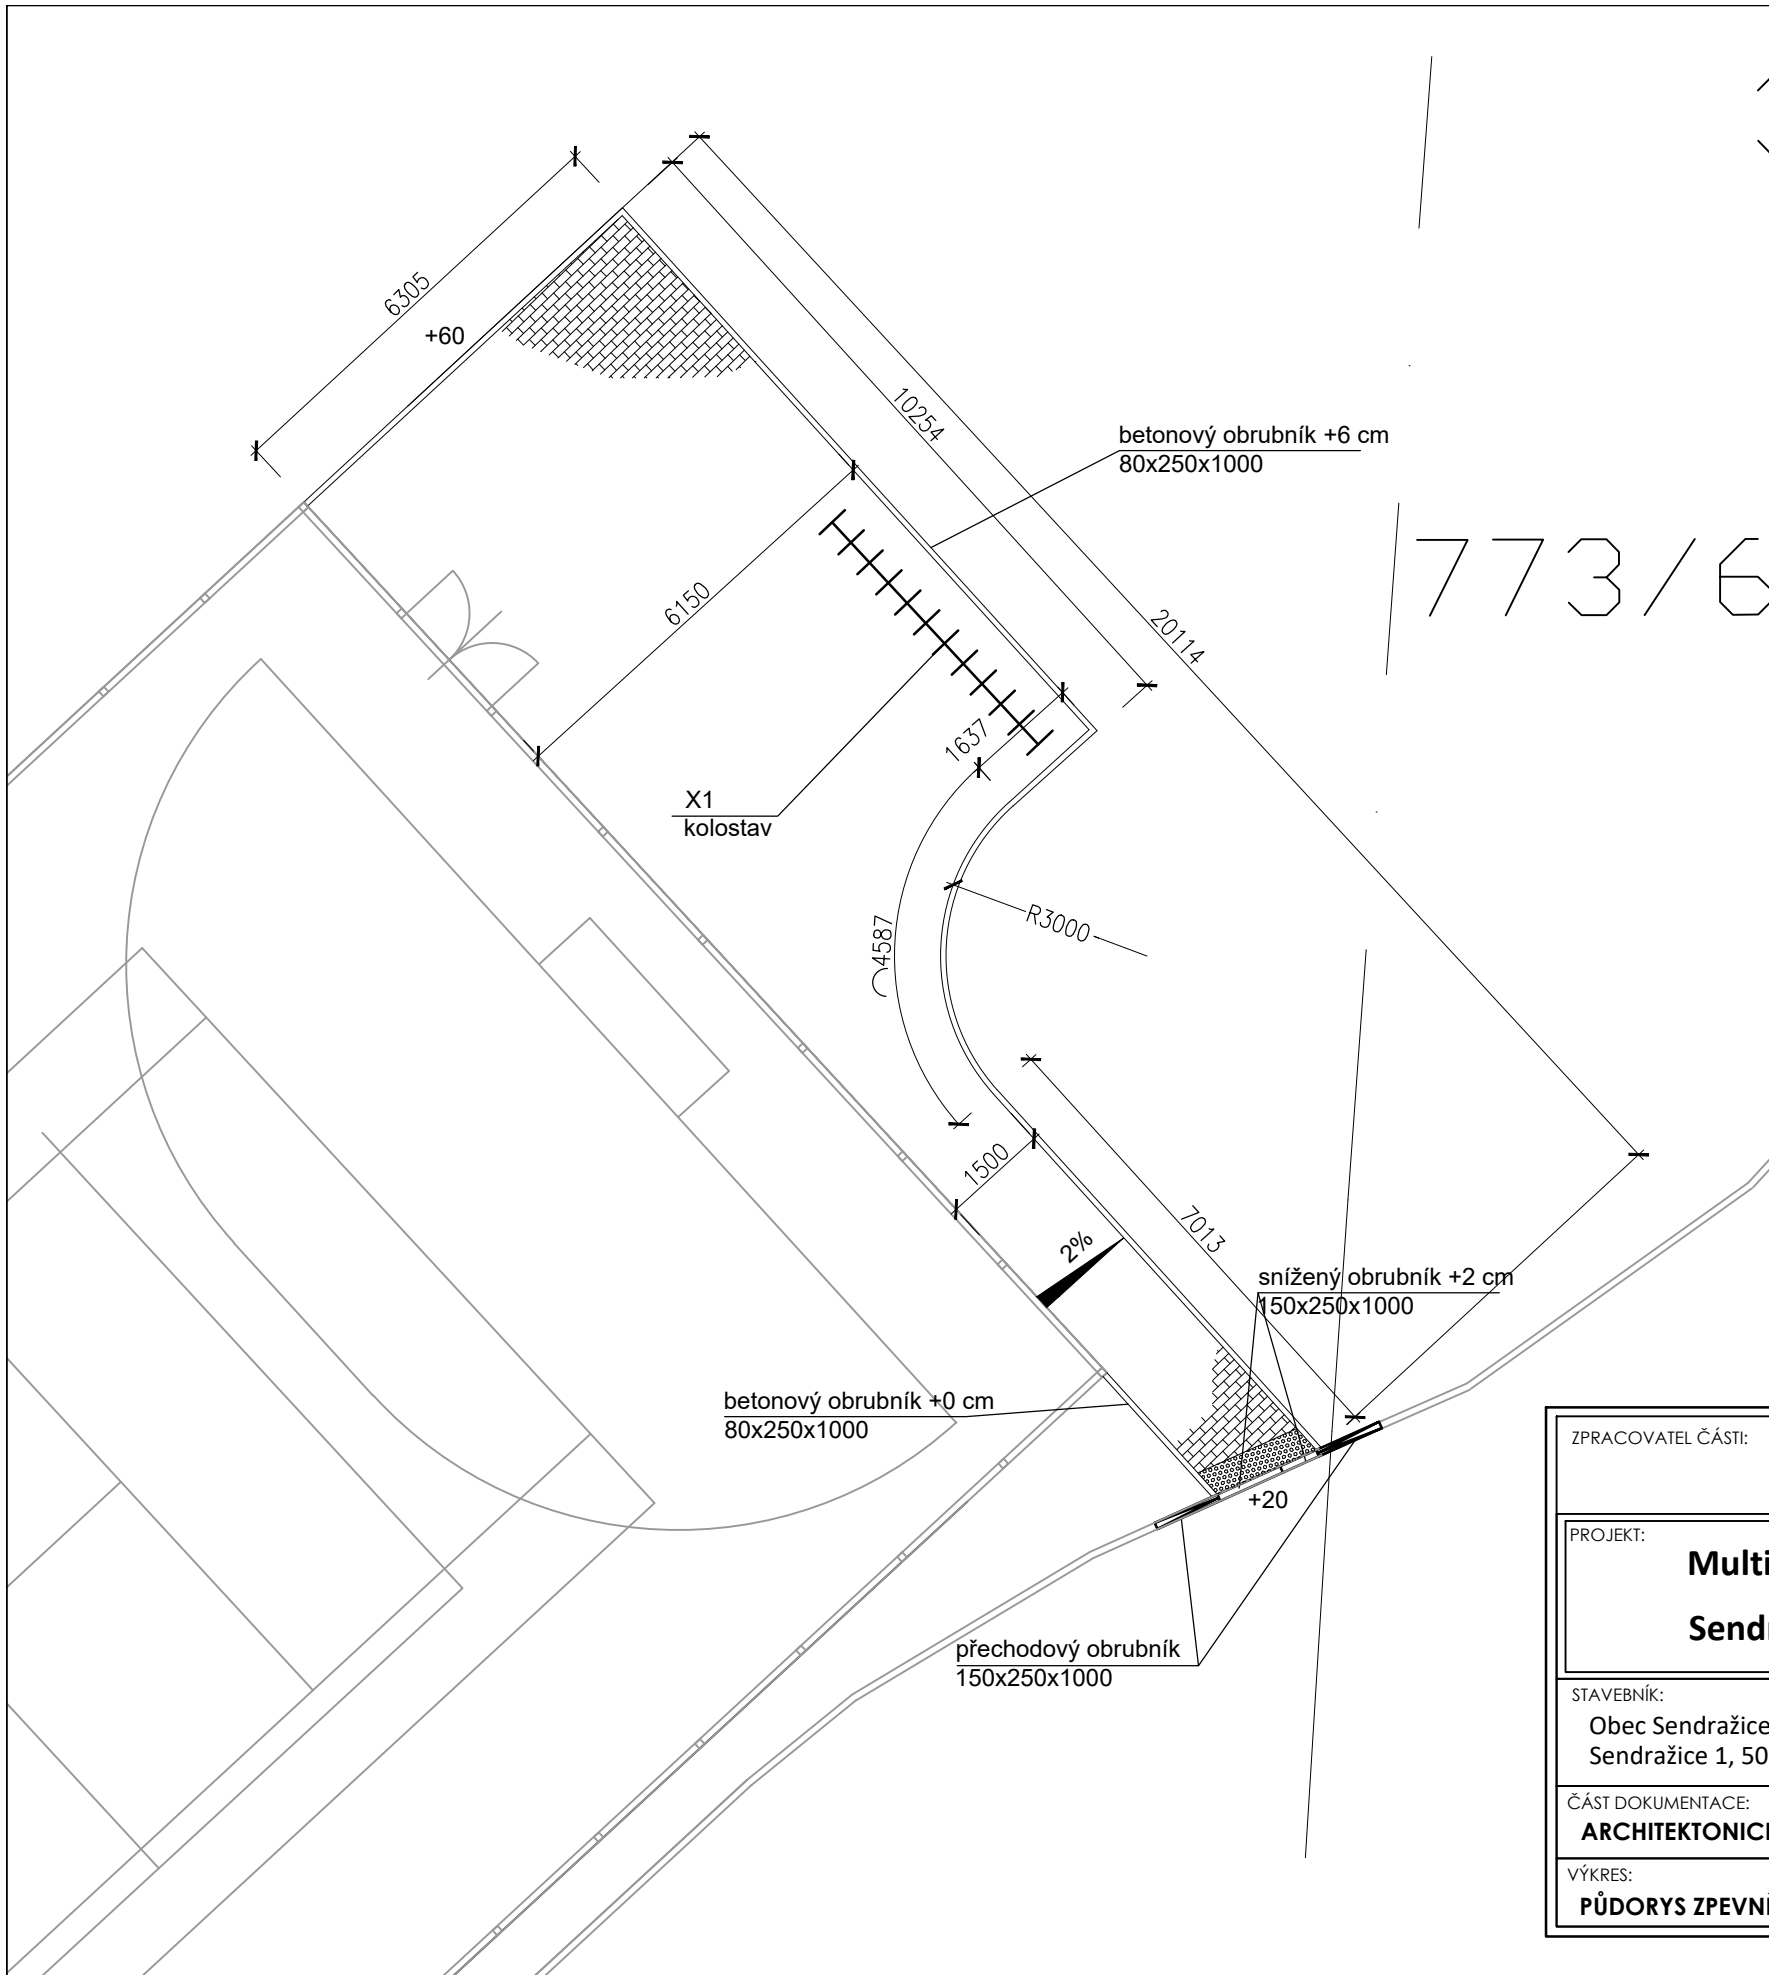 6305
+60
10254
betonový obrubník +6 cm
80x250x1000
773/6
6150
20114
1637
X1
kolostav
R3000
4587
1500
7013
2%
snížený obrubník +2 cm
150x250x1000
betonový obrubník +0 cm
80x250x1000
+20
přechodový obrubník
150x250x1000
ZPRACOVATEL ČÁSTI:
PROJEKT:
Multi
Send
STAVEBNÍK:
Obec Sendražice
Sendražice 1, 50
ČÁST DOKUMENTACE:
ARCHITEKTONIC
VÝKRES:
PŮDORYS ZPEVN